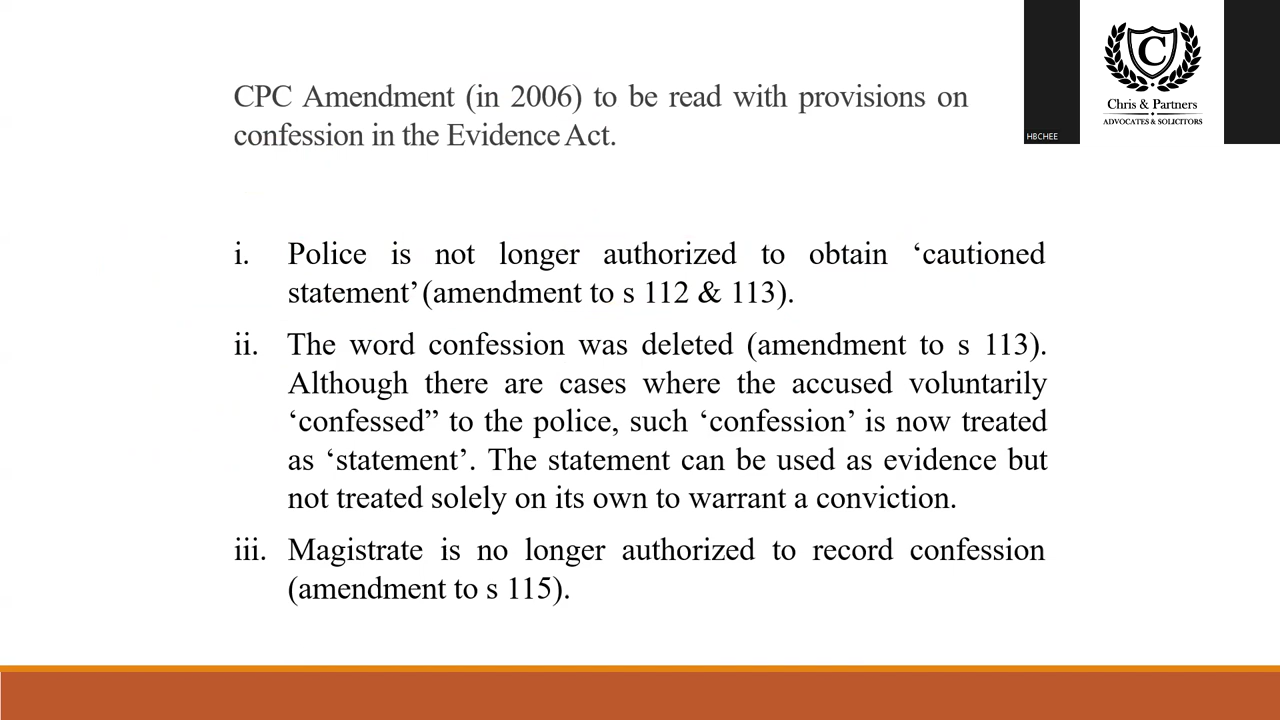 CPC Amendment (in 2006) to be read with provisions on
confession in the Evidence Act.
HBCHEE
C
Chris & Partners
ADVOCATES & SOLICITORS
i. Police is not longer authorized to obtain ‘cautioned
statement’ (amendment to s 112 & 113).
ii. The word confession was deleted (amendment to s 113).
Although there are cases where the accused voluntarily
‘confessed” to the police, such ‘confession’ is now treated
as ‘statement’. The statement can be used as evidence but
not treated solely on its own to warrant a conviction.
iii. Magistrate is no longer authorized to record confession
(amendment to s 115).